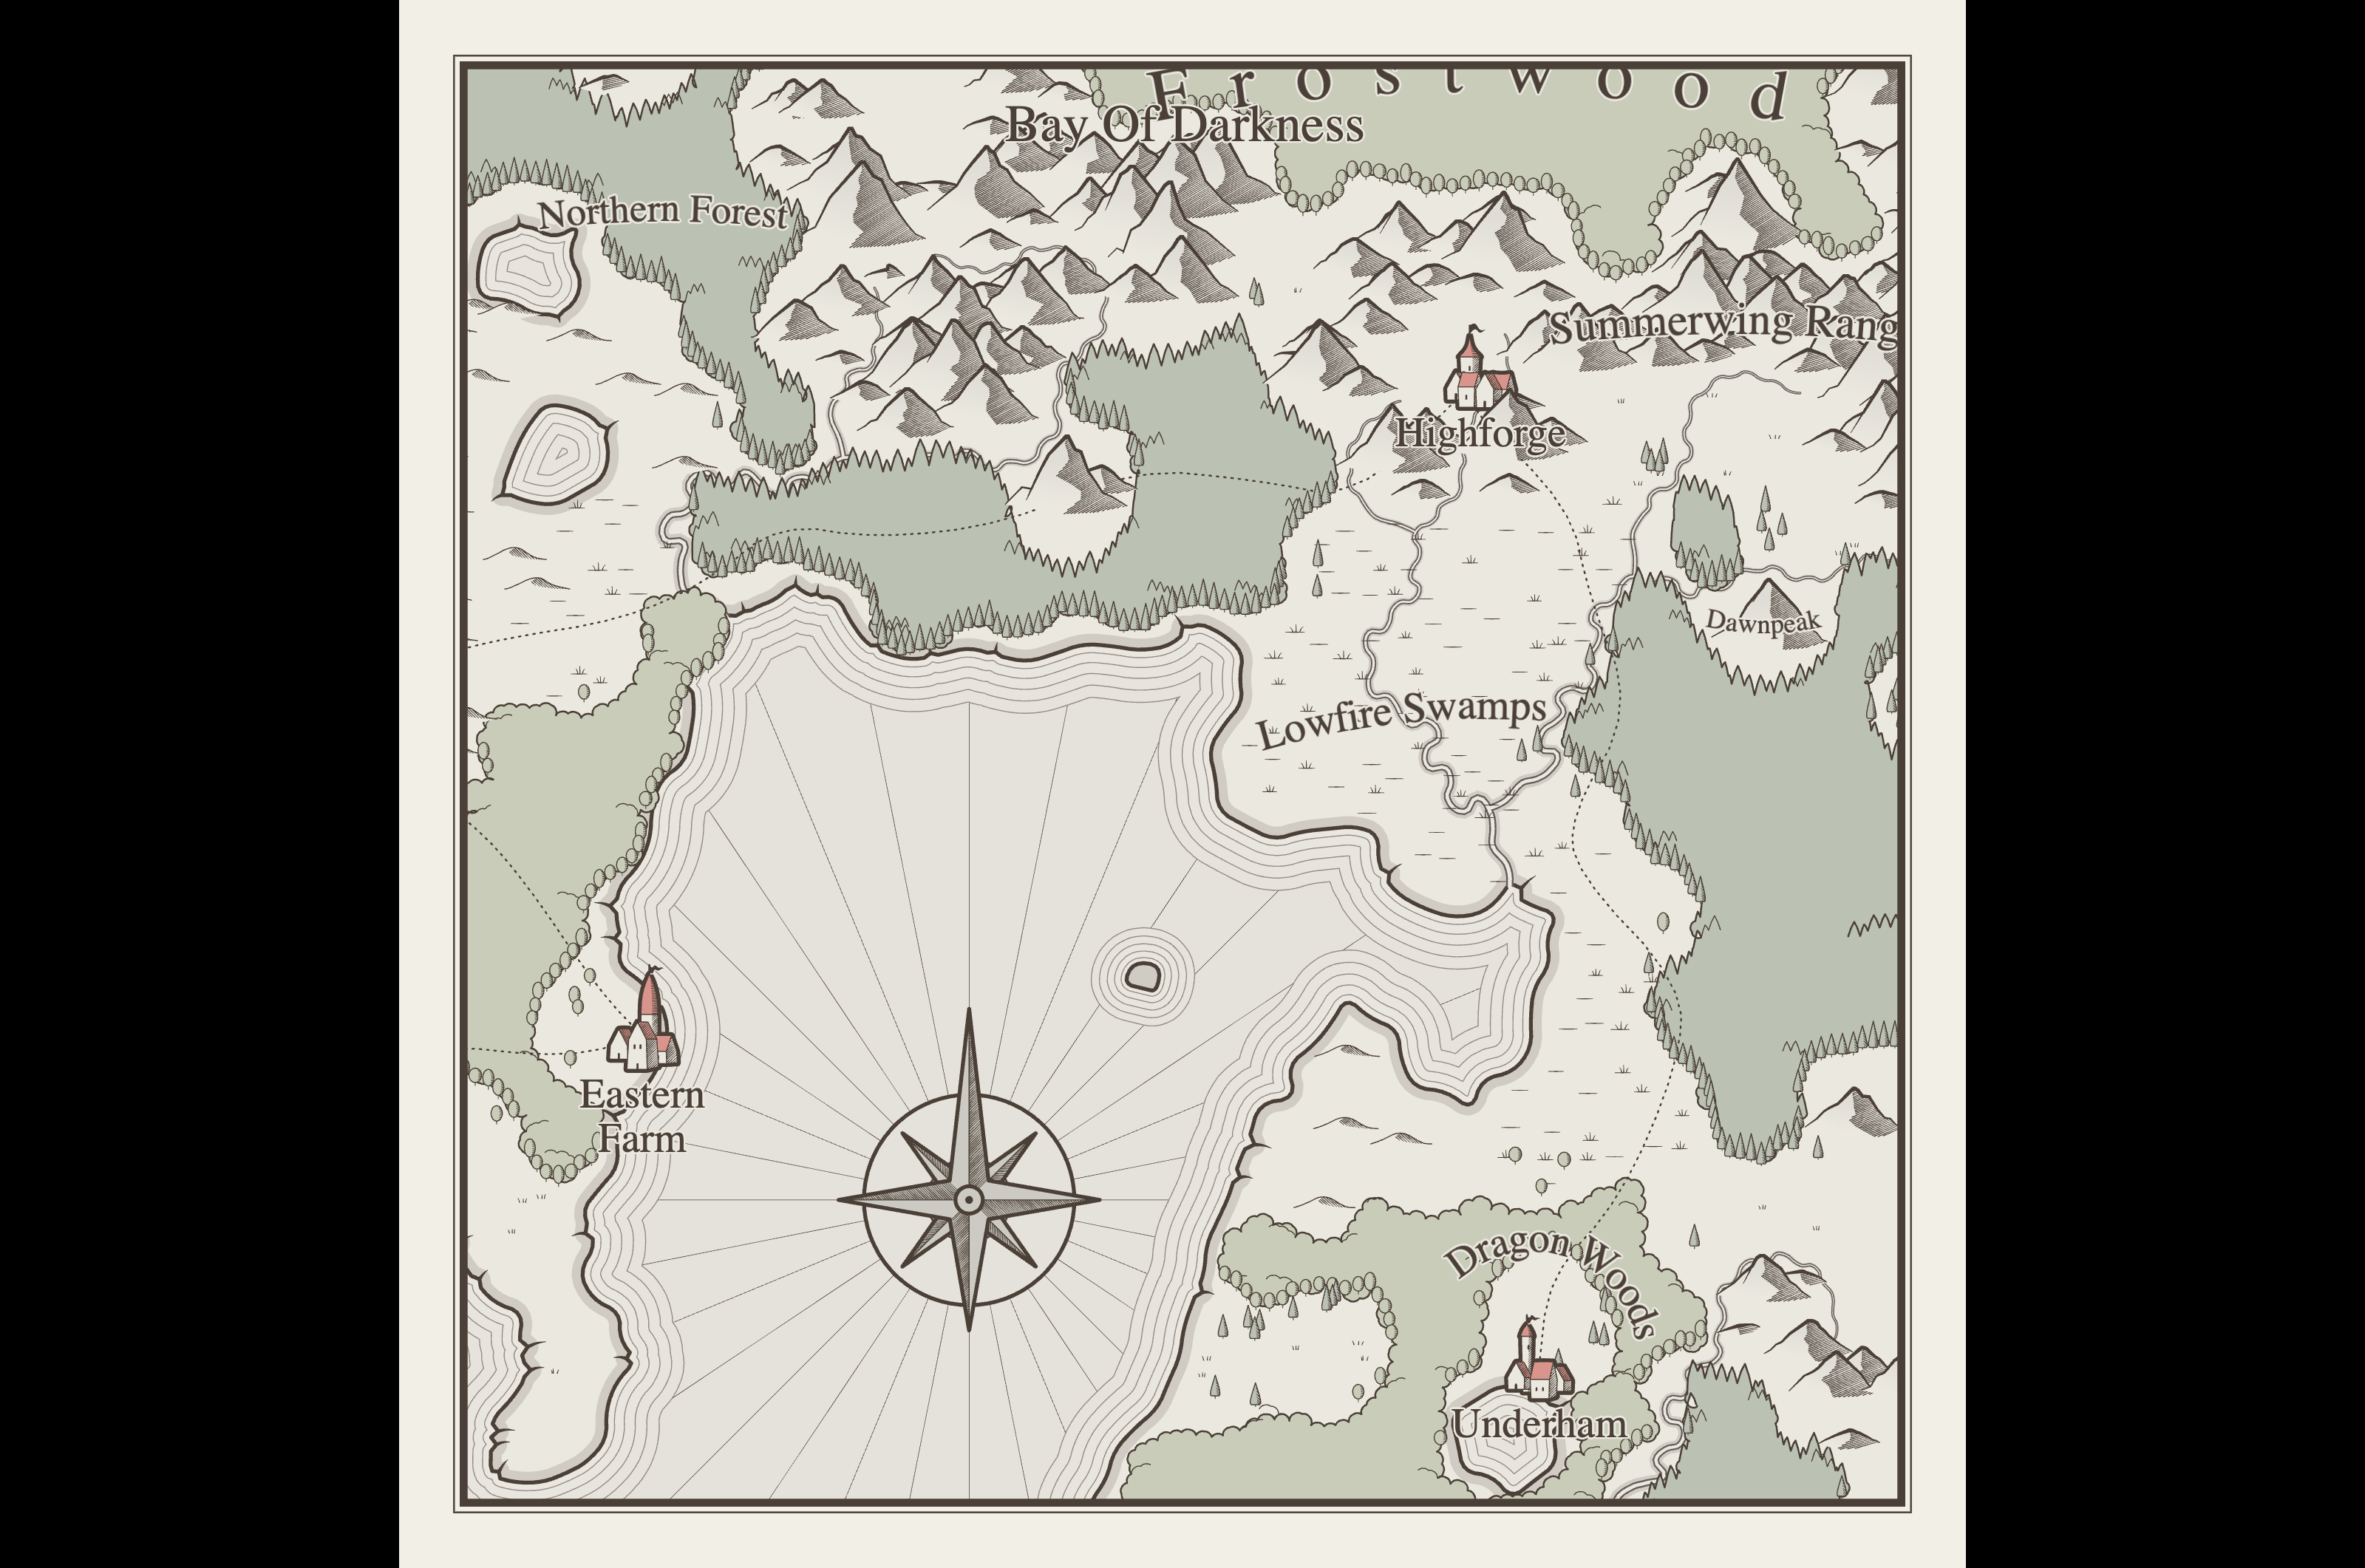 Frostwood
Bay Of Darkness
Northern Forest
Summerwing Rang
Highforge
Dawnpeak
Lowfire Swamps
Eastern
Farm
Dragon Woods
Underham